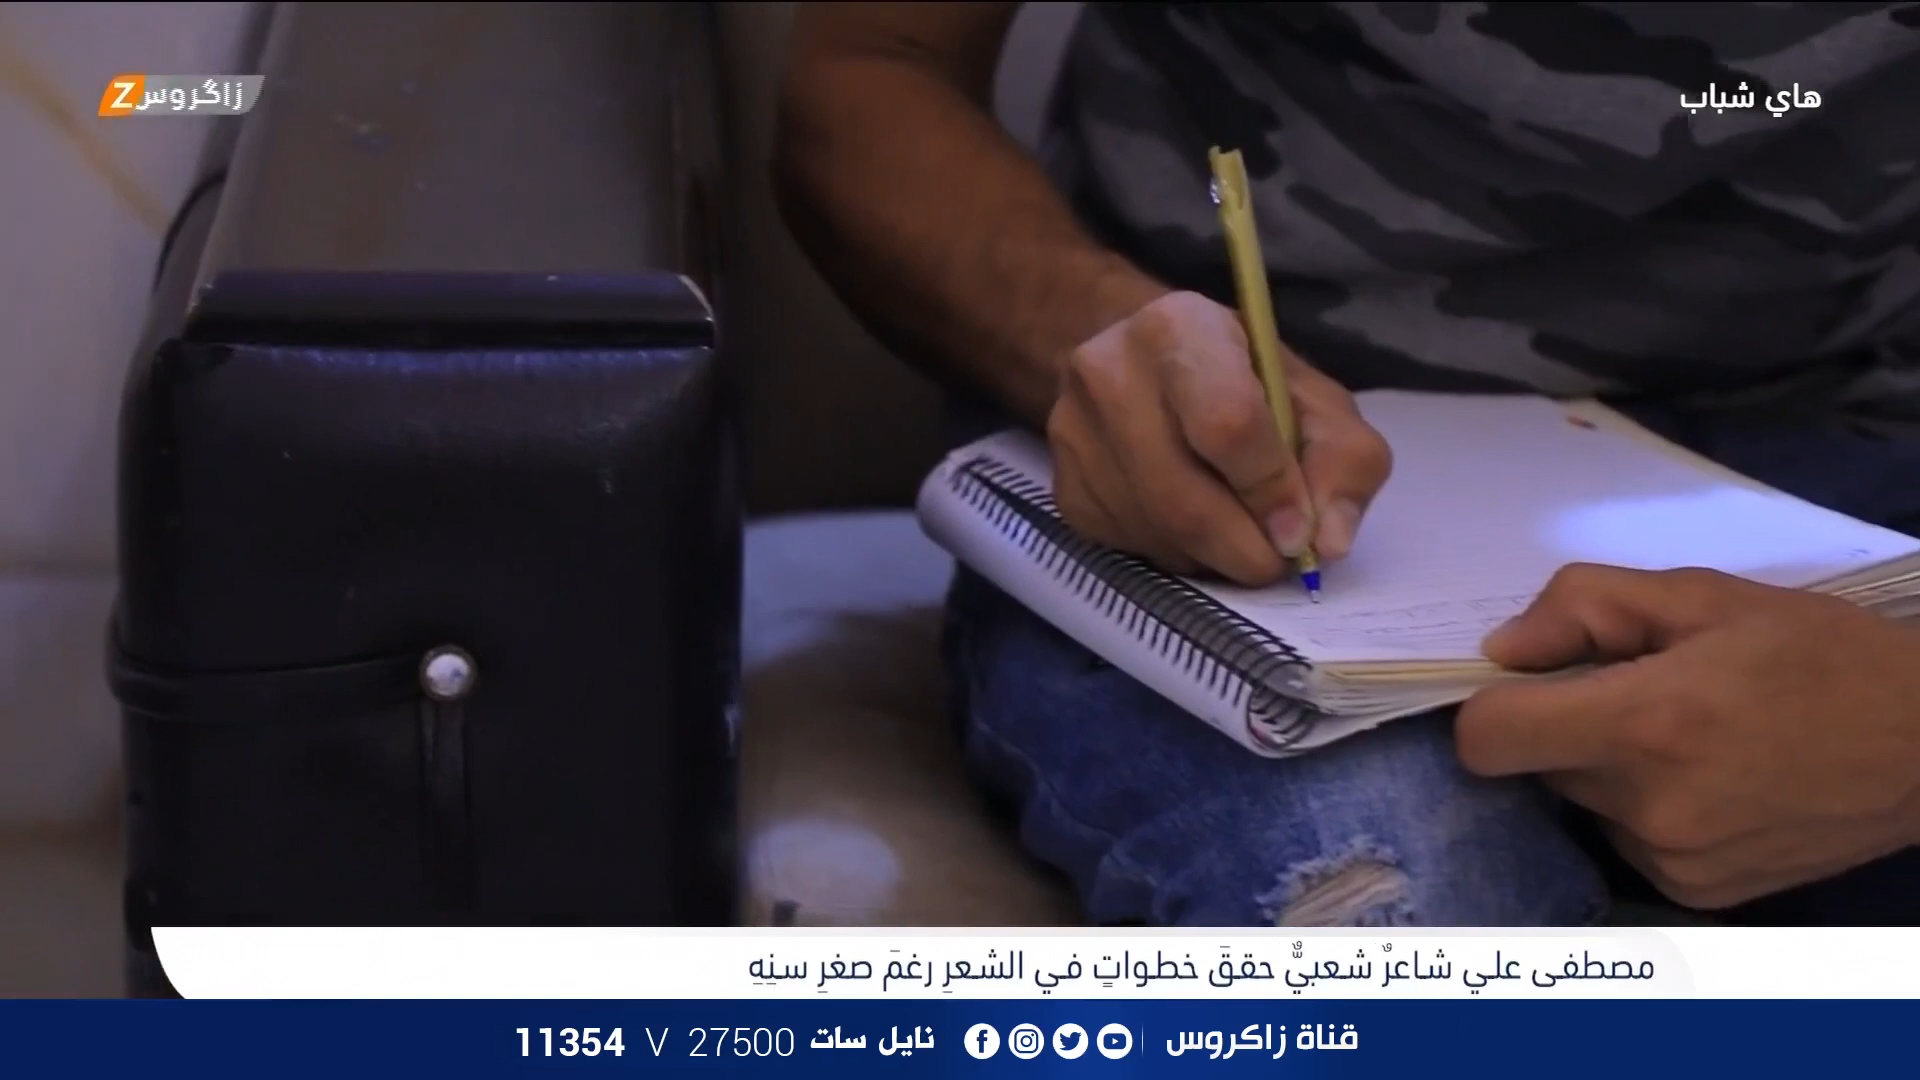 هاي شباب
زاگروس Z
مصطفى علي شاعرٌ شعبيٌّ حققَ خطواتٍ في الشعرِ رغمَ صغرِ سنِهِ
قناة زاكروس
نايل سات 27500 V 11354